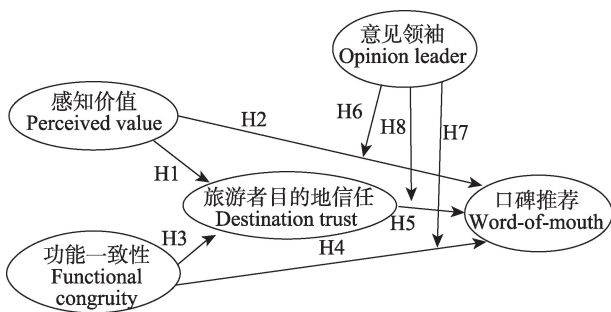 意见领袖
Opinion leader
感知价值
Perceived value
H2
H6
H8
H7
H1
旅游者目的地信任
Destination trust
H5
口碑推荐
Word-of-mouth
H3
H4
功能一致性
Functional
congruity